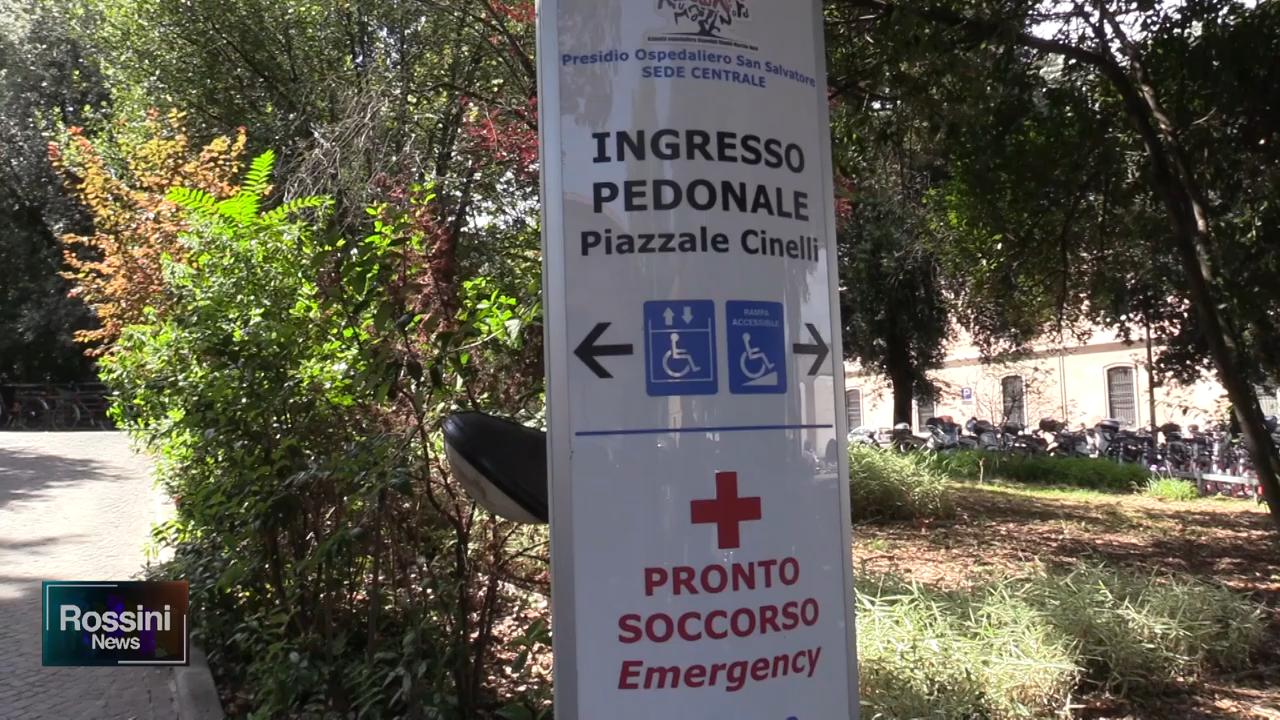 Presidio Ospedaliero San Salvatore
SEDE CENTRALE
INGRESSO
PEDONALE
Piazzale Cinelli
RAMPA
ACCESSIBILE
PRONTO
SOCCORSO
Emergency
Rossini
News